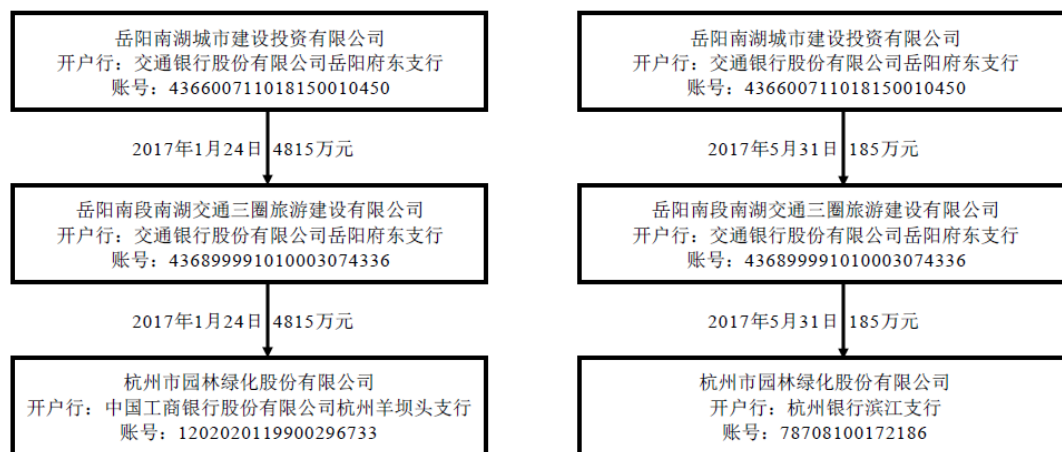 岳阳南湖城市建设投资有限公司
开户行：交通银行股份有限公司岳阳府东支行
账号：436600711018150010450
2017年1月24日 4815万元
岳阳南段南湖交通三圈旅游建设有限公司
开户行：交通银行股份有限公司岳阳府东支行
账号：436899991010003074336
2017年1月24日 4815万元
杭州市园林绿化股份有限公司
开户行：中国工商银行股份有限公司杭州羊坝头支行
账号：1202020119900296733
岳阳南湖城市建设投资有限公司
开户行：交通银行股份有限公司岳阳府东支行
账号：436600711018150010450
2017年5月31日 185万元
岳阳南段南湖交通三圈旅游建设有限公司
开户行：交通银行股份有限公司岳阳府东支行
账号：436899991010003074336
2017年5月31日 185万元
杭州市园林绿化股份有限公司
开户行：杭州银行滨江支行
账号：78708100172186